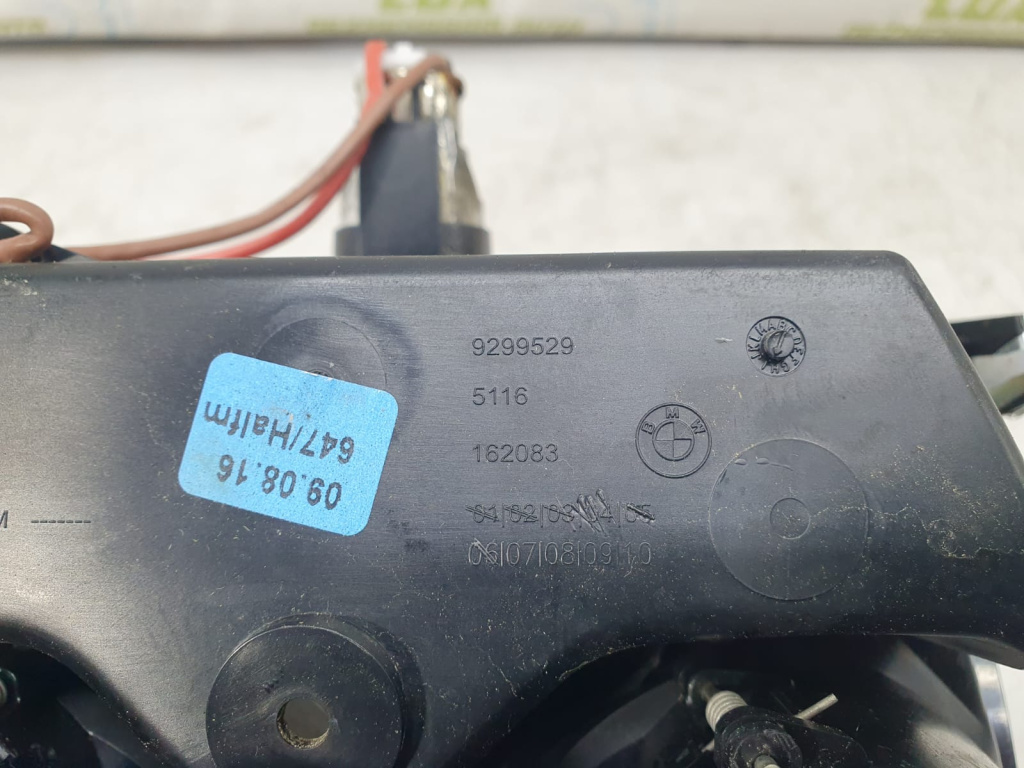 9299529
5116
162083
BMW
01|02|03|04|05
06|07|08|09|10
M -------
09.08.16
647/Halfm